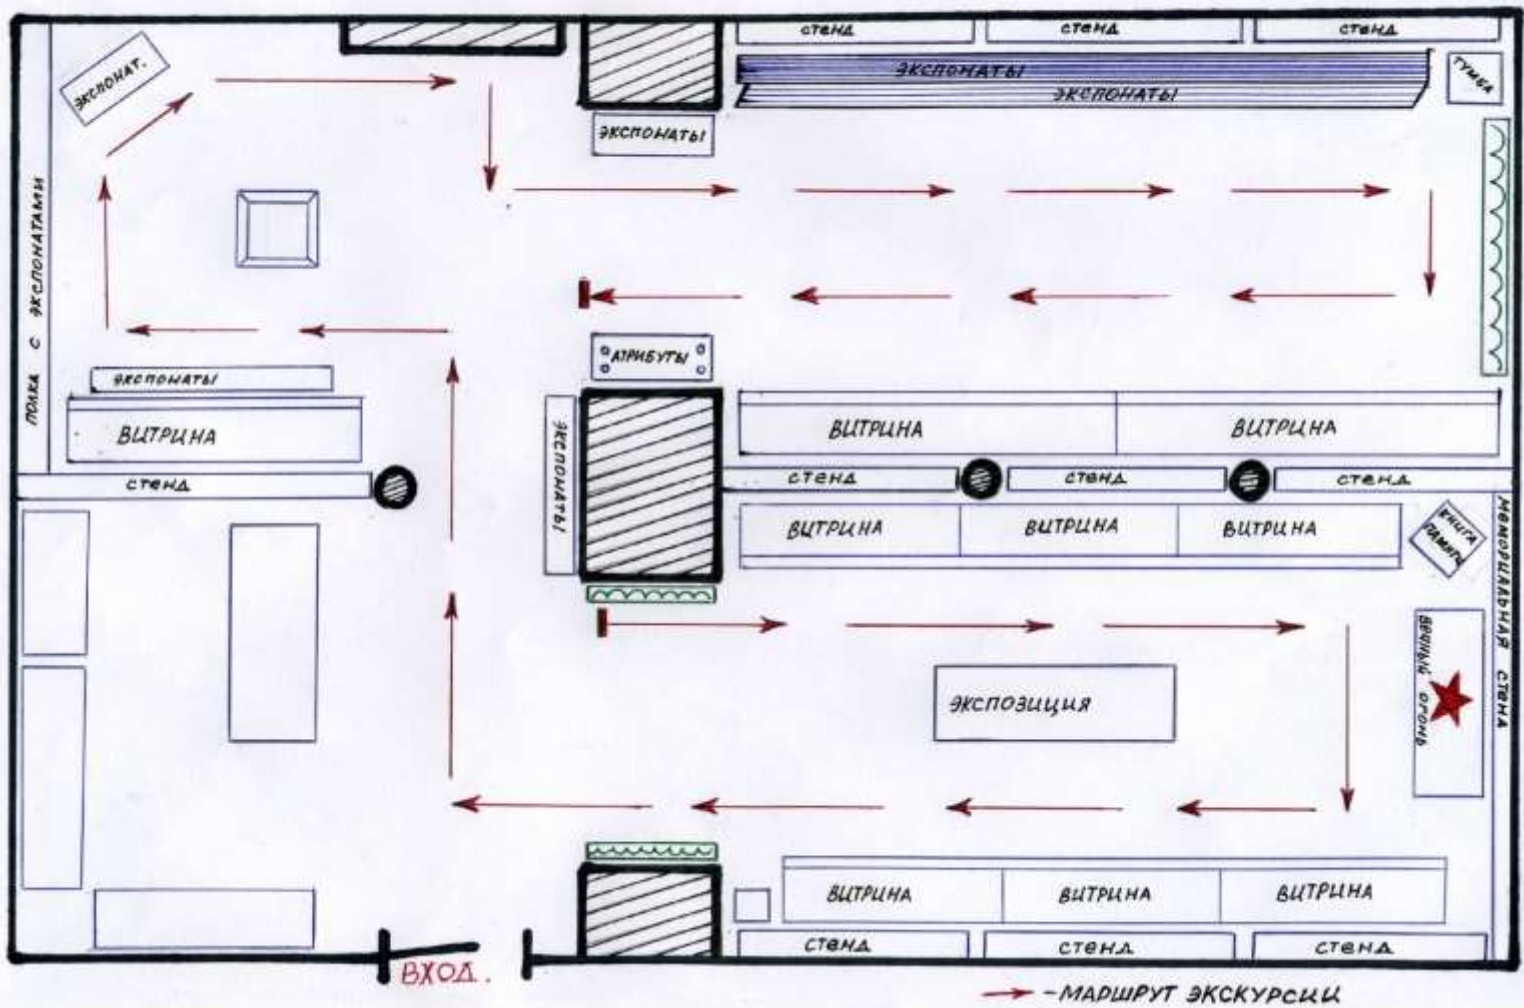 стенд
стенд
стенд
ЭКСПОНАТЫ
ЭКСПОНАТЫ
ТУМБА
ЭКСПОНАТ.
ЭКСПОНАТЫ
ПОЛКА С ЭКСПОНАТАМИ
АТРИБУТЫ
ЭКСПОНАТЫ
ВИТРИНА
ЭКСПОНАТЫ
ВИТРИНА
ВИТРИНА
стенд
стенд
стенд
стенд
ВИТРИНА
ВИТРИНА
ВИТРИНА
КНИГА
ПАМЯТИ
МЕМОРИАЛЬНАЯ СТЕНА
ВЕЧНЫЙ ОГОНЬ
ЭКСПОЗИЦИЯ
ВИТРИНА
ВИТРИНА
ВИТРИНА
стенд
стенд
стенд
ВХОД.
-МАРШРУТ ЭКСКУРСИИ